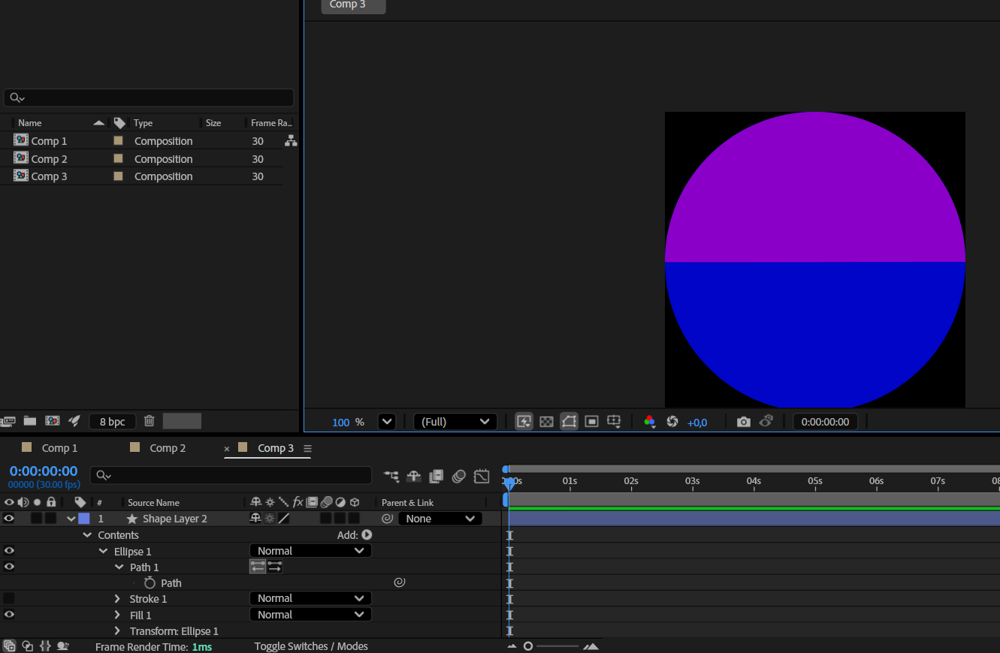 Comp 3
Name Type Size Frame Ra...
Comp 1 Composition 30
Comp 2 Composition 30
Comp 3 Composition 30
8 bpc
100 % (Full) +0,0 0:00:00:00
Comp 1 Comp 2 × Comp 3
0:00:00:00
00000 (30.00 fps)
0:00s 01s 02s 03s 04s 05s 06s 07s 08
# Source Name fx Parent & Link
1 Shape Layer 2 None
Contents Add:
Ellipse 1 Normal
Path 1
Path
Stroke 1 Normal
Fill 1 Normal
Transform: Ellipse 1
Frame Render Time: 1ms Toggle Switches / Modes